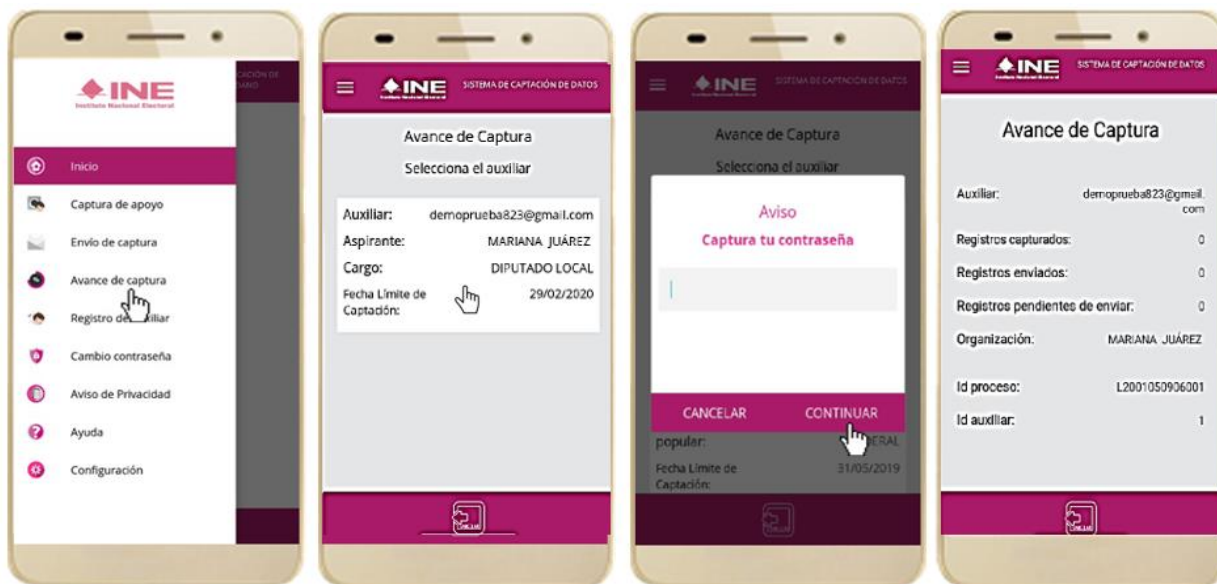 INE
Instituto Nacional Electoral
Inicio
Captura de apoyo
Envío de captura
Avance de captura
Registro de
Cambio contraseña
Aviso de Privacidad
Ayuda
Configuración
INE
SISTEMA DE CAPTACIÓN DE DATOS
Avance de Captura
Selecciona el auxiliar
Auxiliar: demoprueba823@gmail.com
Aspirante: MARIANA JUÁREZ
Cargo: DIPUTADO LOCAL
Fecha Límite de 29/02/2020
Captación:
INE
SISTEMA DE CAPTACIÓN DE DATOS
Avance de Captura
Selecciona el auxiliar
Aviso
Captura tu contraseña
CANCELAR CONTINUAR
popular:
Fecha Límite de 31/05/2019
Captación:
INE
SISTEMA DE CAPTACIÓN DE DATOS
Avance de Captura
Auxiliar: demoprueba823@gmail.
com
Registros capturados: 0
Registros enviados: 0
Registros pendientes de enviar: 0
Organización: MARIANA JUÁREZ
Id proceso: L2001050906001
Id auxiliar: 1